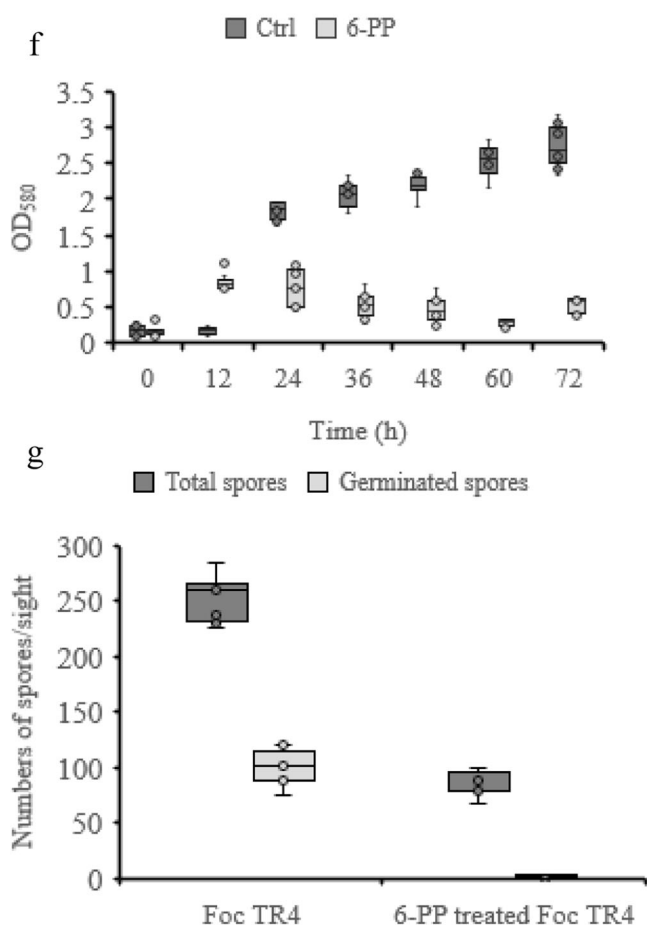 f
Ctrl 6-PP
3.5
3
2.5
2
1.5
1
0.5
0
OD580
0 12 24 36 48 60 72
Time (h)
g
Total spores Germinated spores
300
250
200
150
100
50
0
Numbers of spores/sight
Foc TR4 6-PP treated Foc TR4